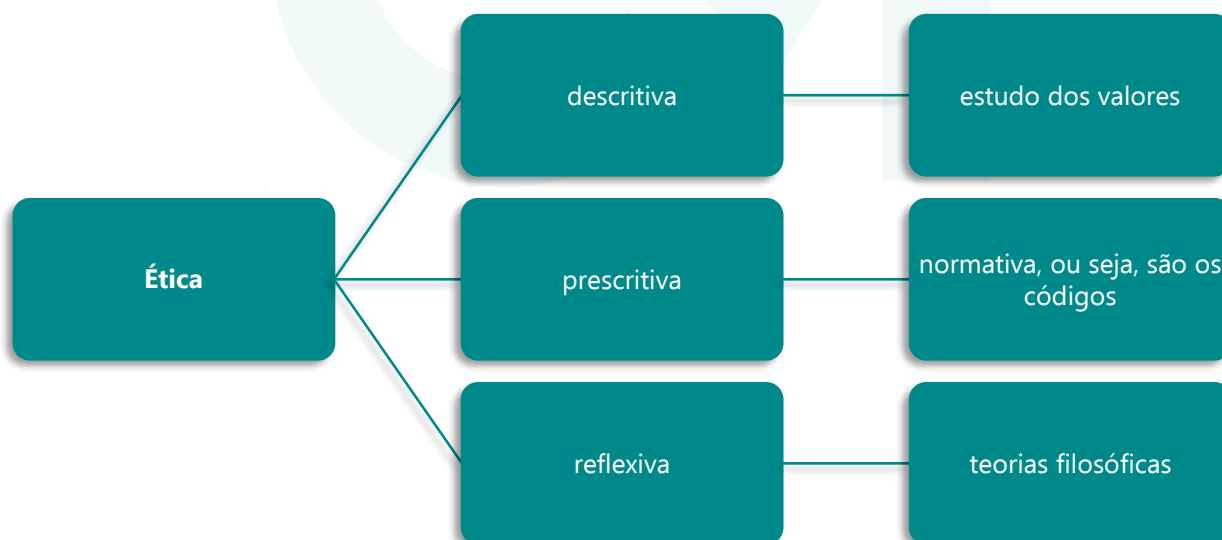 descritiva
estudo dos valores
Ética
prescritiva
normativa, ou seja, são os
códigos
reflexiva
teorias filosóficas